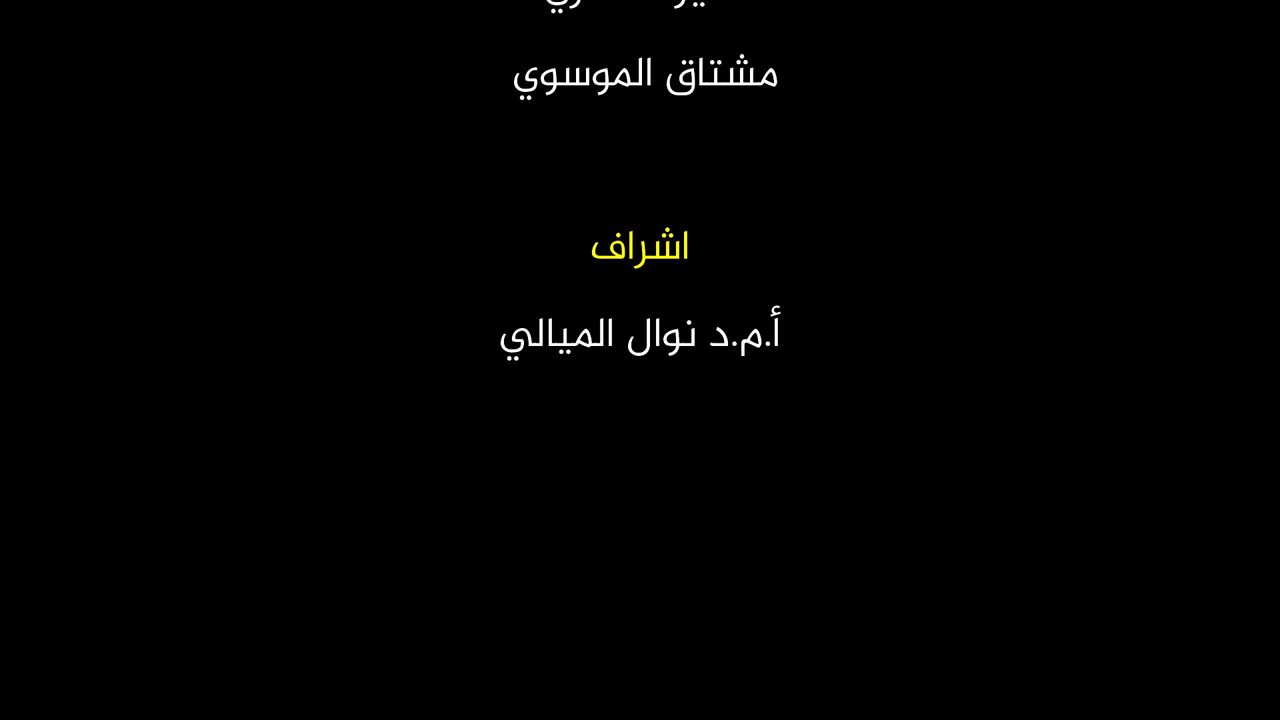 مشتاق الموسوي
اشراف
أ.م.د نوال الميالي